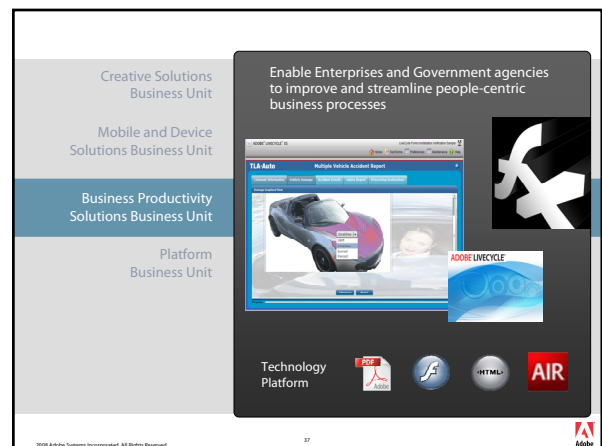 Creative Solutions
Business Unit
Mobile and Device
Solutions Business Unit
Business Productivity
Solutions Business Unit
Platform
Business Unit
Enable Enterprises and Government agencies
to improve and streamline people-centric
business processes
ADOBE LIVECYCLE ES
TLA-Auto
Multiple Vehicle Accident Report
ADOBE LIVECYCLE
Technology
Platform
PDF
Adobe
HTML
AIR
2008 Adobe Systems Incorporated. All Rights Reserved.
37
Adobe